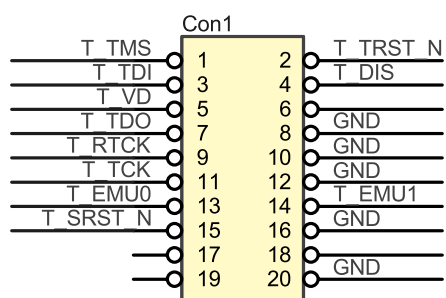 Con1
T_TMS 1 2 T_TRST_N
T_TDI 3 4 T_DIS
T_VD 5 6
T_TDO 7 8 GND
T_RTCK 9 10 GND
T_TCK 11 12 GND
T_EMU0 13 14 T_EMU1
T_SRST_N 15 16 GND
17 18
19 20 GND